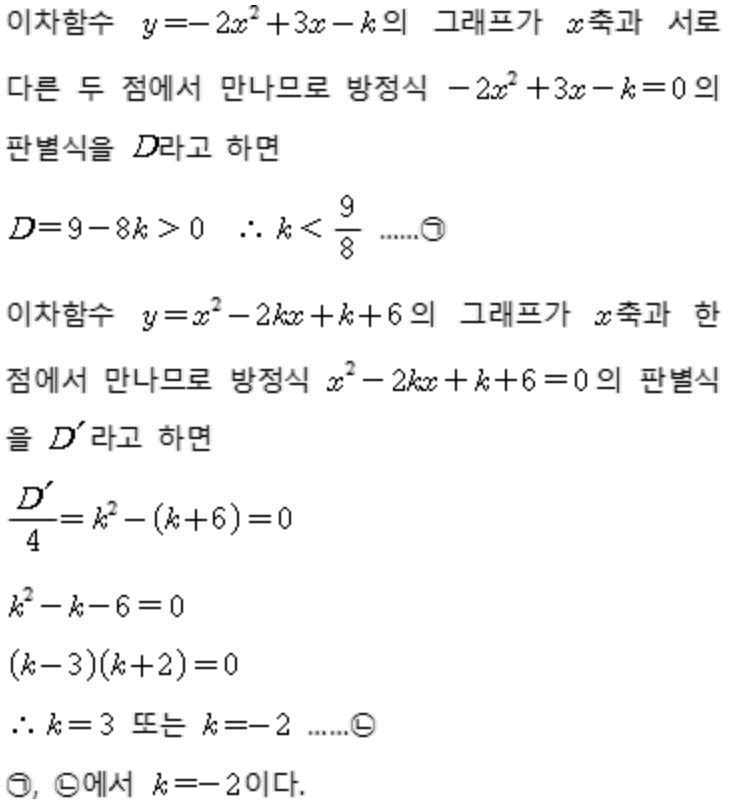 이차함수 y=-2x²+3x-k의 그래프가 x축과 서로
다른 두 점에서 만나므로 방정식 -2x²+3x-k=0의
판별식을 D라고 하면
D=9-8k>0 ∴ k<9/8 ……㉠
이차함수 y=x²-2kx+k+6의 그래프가 x축과 한
점에서 만나므로 방정식 x²-2kx+k+6=0의 판별식
을 D′라고 하면
D′/4=k²-(k+6)=0
k²-k-6=0
(k-3)(k+2)=0
∴ k=3 또는 k=-2 ……㉡
㉠, ㉡에서 k=-2이다.